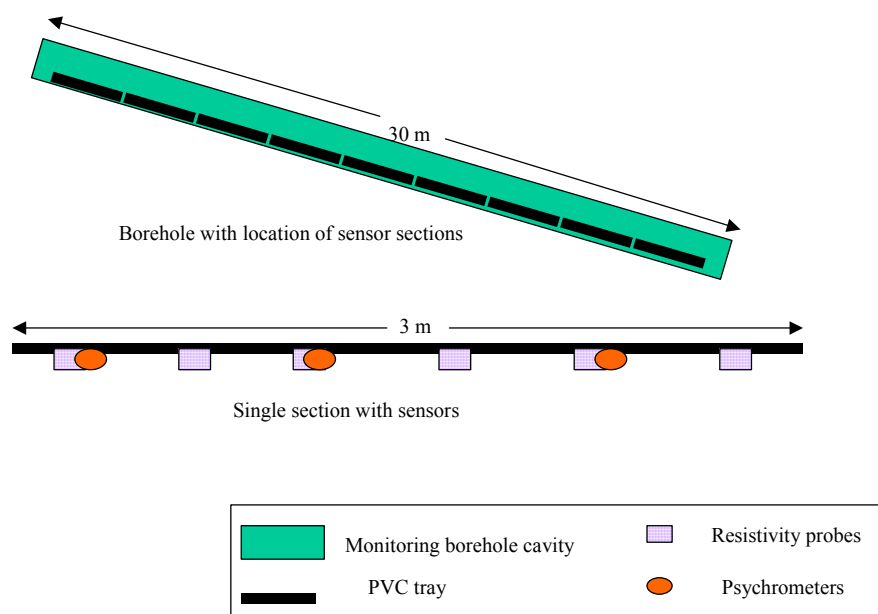 30 m
Borehole with location of sensor sections
3 m
Single section with sensors
Monitoring borehole cavity
Resistivity probes
PVC tray
Psychrometers